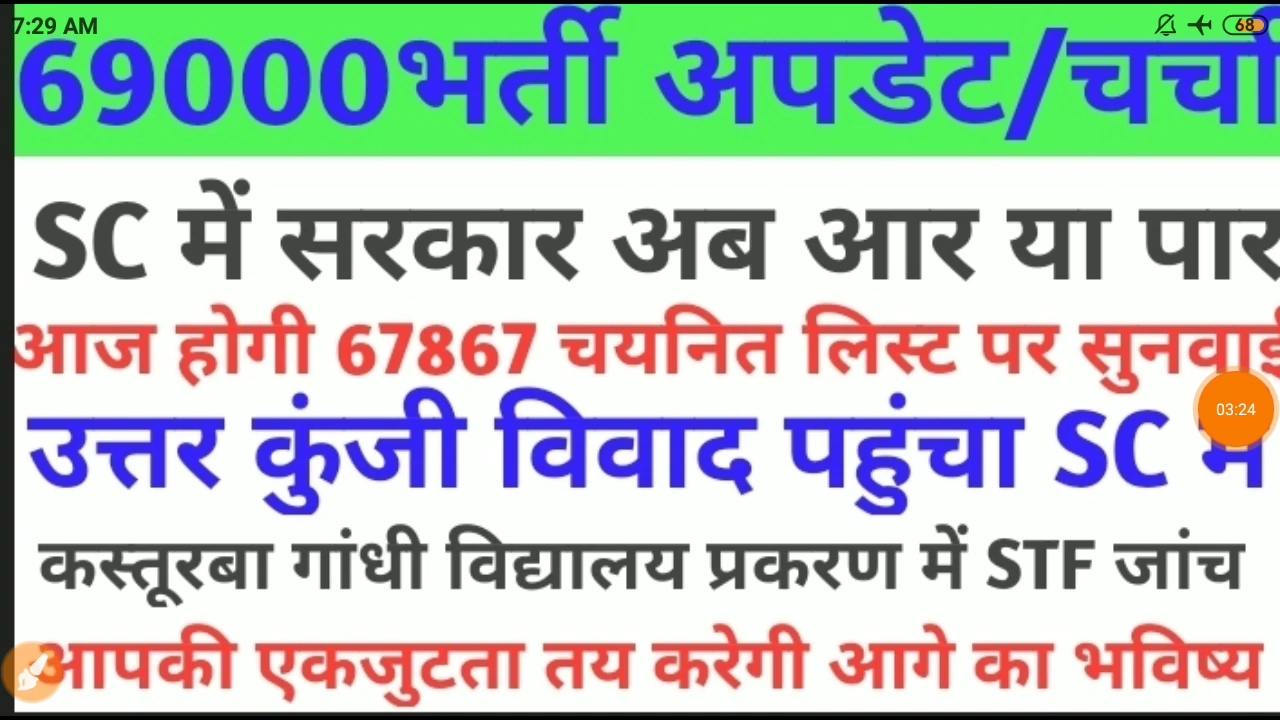 7:29 AM
68
69000भर्ती अपडेट/चर्चा
SC में सरकार अब आर या पार
आज होगी 67867 चयनित लिस्ट पर सुनवाई
03:24
उत्तर कुंजी विवाद पहुंचा SC में
कस्तूरबा गांधी विद्यालय प्रकरण में STF जांच
आपकी एकजुटता तय करेगी आगे का भविष्य